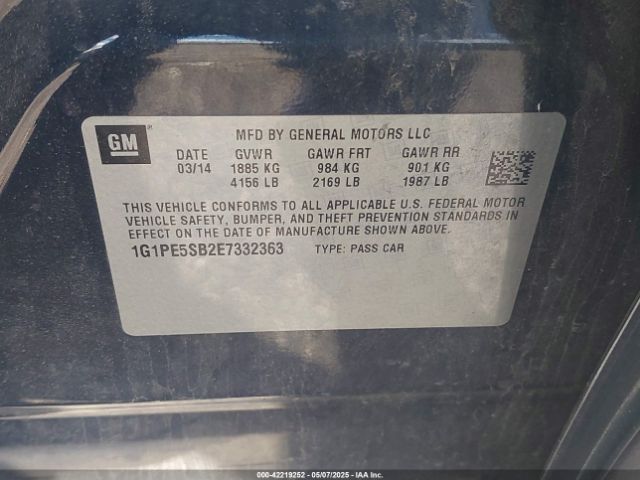 GM
MFD BY GENERAL MOTORS LLC
DATE GVWR GAWR FRT GAWR RR
03/14 1885 KG 984 KG 901 KG
4156 LB 2169 LB 1987 LB
THIS VEHICLE CONFORMS TO ALL APPLICABLE U.S. FEDERAL MOTOR
VEHICLE SAFETY, BUMPER, AND THEFT PREVENTION STANDARDS IN
EFFECT ON THE DATE OF MANUFACTURE SHOWN ABOVE.
1G1PE5SB2E7332363 TYPE: PASS CAR
000-42219252 - 05/07/2025 - Copyright IAA, Inc.